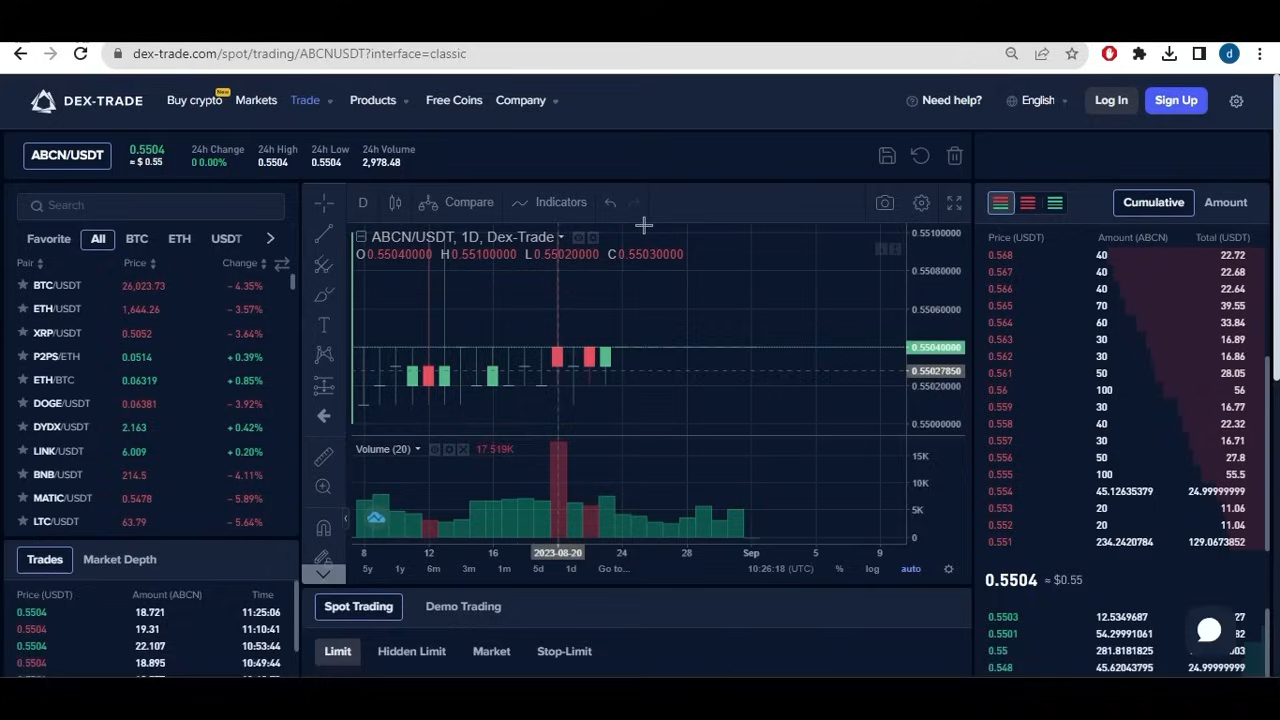 dex-trade.com/spot/trading/ABCNUSDT?interface=classic
d
DEX-TRADE
Buy crypto
New
Markets
Trade
Products
Free Coins
Company
Need help?
English
Log In
Sign Up
ABCN/USDT
0.5504
≈ $ 0.55
24h Change
0 0.00%
24h High
0.5504
24h Low
0.5504
24h Volume
2,978.48
Search
Favorite All BTC ETH USDT
Pair Price Change
BTC/USDT 26,023.73 − 4.35%
ETH/USDT 1,644.26 − 3.57%
XRP/USDT 0.5052 − 3.64%
P2PS/ETH 0.0514 + 0.39%
ETH/BTC 0.06319 + 0.85%
DOGE/USDT 0.06381 − 3.92%
DYDX/USDT 2.163 + 0.42%
LINK/USDT 6.009 + 0.20%
BNB/USDT 214.5 − 4.11%
MATIC/USDT 0.5478 − 5.89%
LTC/USDT 63.79 − 5.64%
Trades Market Depth
Price (USDT) Amount (ABCN) Time
0.5504 18.721 11:25:06
0.5504 19.31 11:10:41
0.5504 22.107 10:53:44
0.5504 18.895 10:49:44
D Compare Indicators
ABCN/USDT, 1D, Dex-Trade
O 0.55040000 H 0.55100000 L 0.55020000 C 0.55030000
0.55100000
0.55080000
0.55060000
0.55040000
0.55027850
0.55020000
0.55000000
Volume (20) 17.519K
15K
10K
5K
0
8 12 16 2023-08-20 24 28 Sep 5 9
5y 1y 6m 3m 1m 5d 1d Go to...
10:26:18 (UTC) % log auto
Spot Trading Demo Trading
Limit Hidden Limit Market Stop-Limit
Cumulative Amount
Price (USDT) Amount (ABCN) Total (USDT)
0.568 40 22.72
0.567 40 22.68
0.566 40 22.64
0.565 70 39.55
0.564 60 33.84
0.563 30 16.89
0.562 30 16.86
0.561 50 28.05
0.560 100 56
0.559 30 16.77
0.558 40 22.32
0.557 30 16.71
0.556 50 27.8
0.555 100 55.5
0.554 45.12635379 24.99999999
0.553 20 11.06
0.552 20 11.04
0.551 234.2420784 129.0673852
0.5504 ≈ $0.55
0.5503 12.5349687
0.5501 54.29991061
0.55 281.8181825
0.548 45.62043795 24.99999999